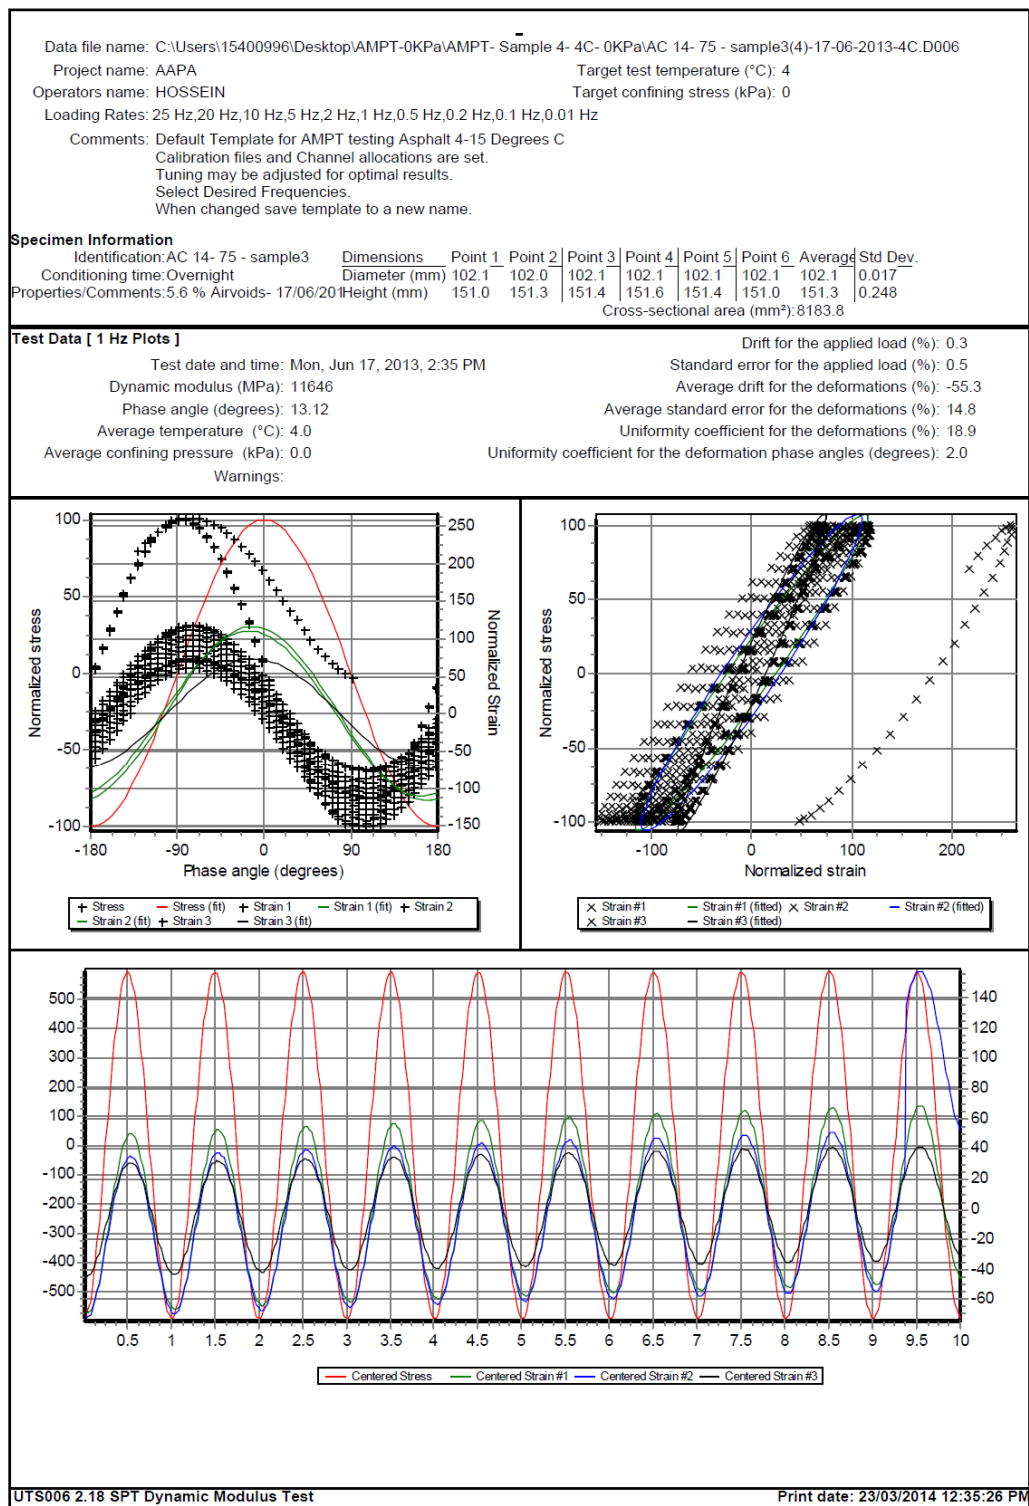 Data file name: C:\Users\15400996\Desktop\AMPT-0KPa\AMPT- Sample 4- 4C- 0KPa\AC 14- 75 - sample3(4)-17-06-2013-4C.D006
Project name: AAPA Target test temperature (°C): 4
Operators name: HOSSEIN Target confining stress (kPa): 0
Loading Rates: 25 Hz,20 Hz,10 Hz,5 Hz,2 Hz,1 Hz,0.5 Hz,0.2 Hz,0.1 Hz,0.01 Hz
Comments: Default Template for AMPT testing Asphalt 4-15 Degrees C
Calibration files and Channel allocations are set.
Tuning may be adjusted for optimal results.
Select Desired Frequencies.
When changed save template to a new name.
Specimen Information
Identification: AC 14- 75 - sample3 Dimensions Point 1 Point 2 Point 3 Point 4 Point 5 Point 6 Average Std Dev.
Conditioning time: Overnight Diameter (mm) 102.1 102.0 102.1 102.1 102.1 102.1 102.1 0.017
Properties/Comments: 5.6 % Airvoids- 17/06/201 Height (mm) 151.0 151.3 151.4 151.6 151.4 151.0 151.3 0.248
Cross-sectional area (mm²): 8183.8
Test Data [ 1 Hz Plots ] Drift for the applied load (%): 0.3
Test date and time: Mon, Jun 17, 2013, 2:35 PM Standard error for the applied load (%): 0.5
Dynamic modulus (MPa): 11646 Average drift for the deformations (%): -55.3
Phase angle (degrees): 13.12 Average standard error for the deformations (%): 14.8
Average temperature (°C): 4.0 Uniformity coefficient for the deformations (%): 18.9
Average confining pressure (kPa): 0.0 Uniformity coefficient for the deformation phase angles (degrees): 2.0
Warnings:
100 50 0 -50 -100
Normalized stress
250 200 150 100 50 0 -50 -100 -150
Normalized Strain
-180 -90 0 90 180
Phase angle (degrees)
Stress Stress (fit) Strain 1 Strain 1 (fit) Strain 2
Strain 2 (fit) Strain 3 Strain 3 (fit)
100 50 0 -50 -100
Normalized stress
-100 0 100 200
Normalized strain
Strain #1 Strain #1 (fitted) Strain #2 Strain #2 (fitted)
Strain #3 Strain #3 (fitted)
500 400 300 200 100 0 -100 -200 -300 -400 -500
140 120 100 80 60 40 20 0 -20 -40 -60
0.5 1 1.5 2 2.5 3 3.5 4 4.5 5 5.5 6 6.5 7 7.5 8 8.5 9 9.5 10
Centered Stress Centered Strain #1 Centered Strain #2 Centered Strain #3
UTS006 2.18 SPT Dynamic Modulus Test Print date: 23/03/2014 12:35:26 PM